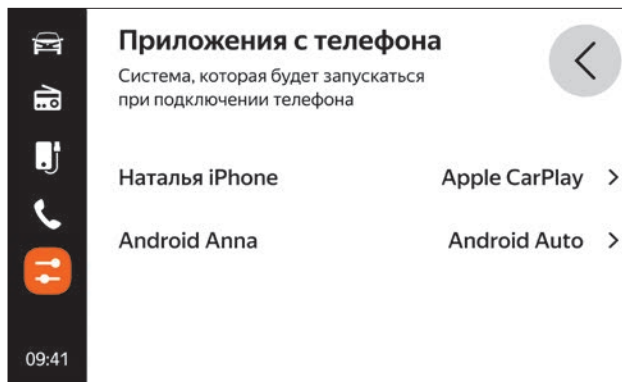 Приложения с телефона
Система, которая будет запускаться
при подключении телефона
Наталья iPhone Apple CarPlay
Android Anna Android Auto
09:41